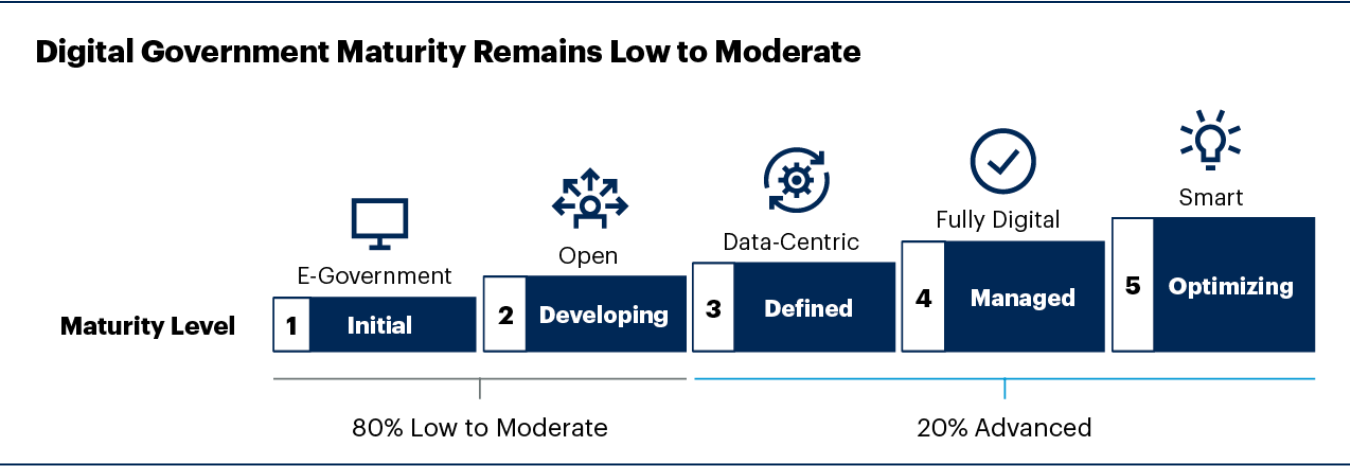 Digital Government Maturity Remains Low to Moderate
Smart
Fully Digital
Data-Centric
Open
E-Government
Maturity Level
1 Initial
2 Developing
3 Defined
4 Managed
5 Optimizing
80% Low to Moderate
20% Advanced